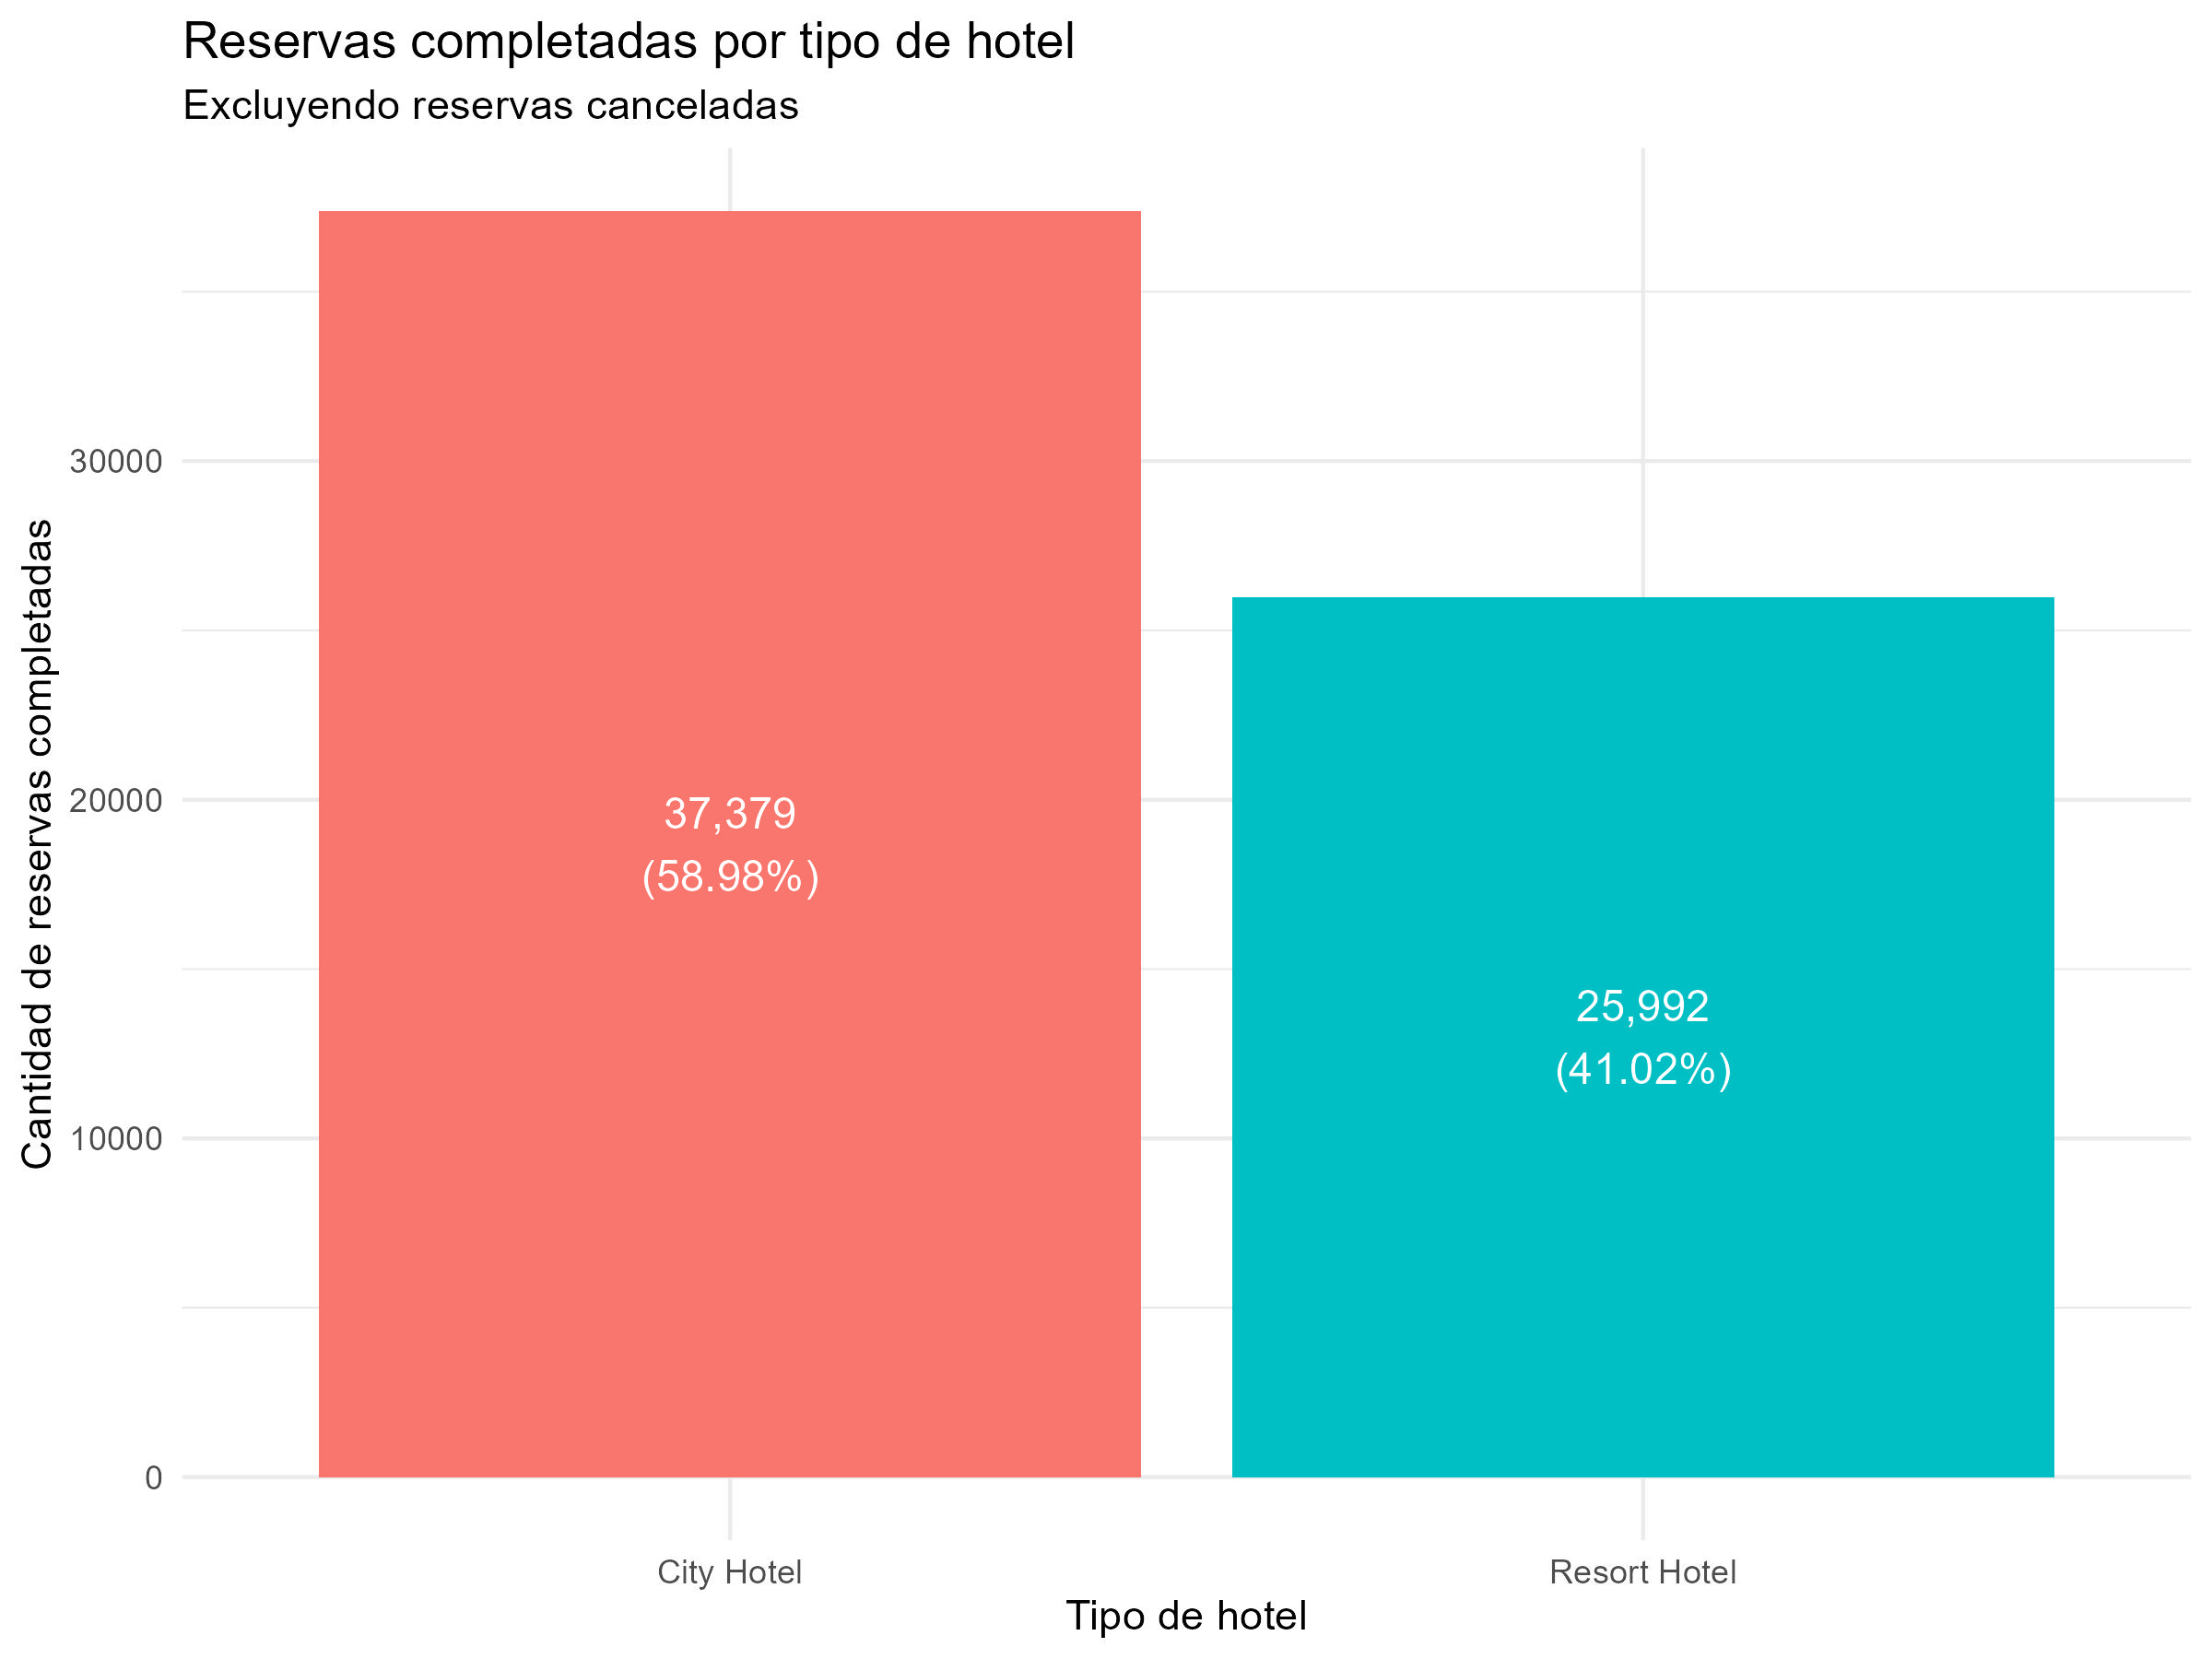 Reservas completadas por tipo de hotel
Excluyendo reservas canceladas
Cantidad de reservas completadas
30000
20000
10000
0
37,379
(58.98%)
25,992
(41.02%)
City Hotel
Resort Hotel
Tipo de hotel